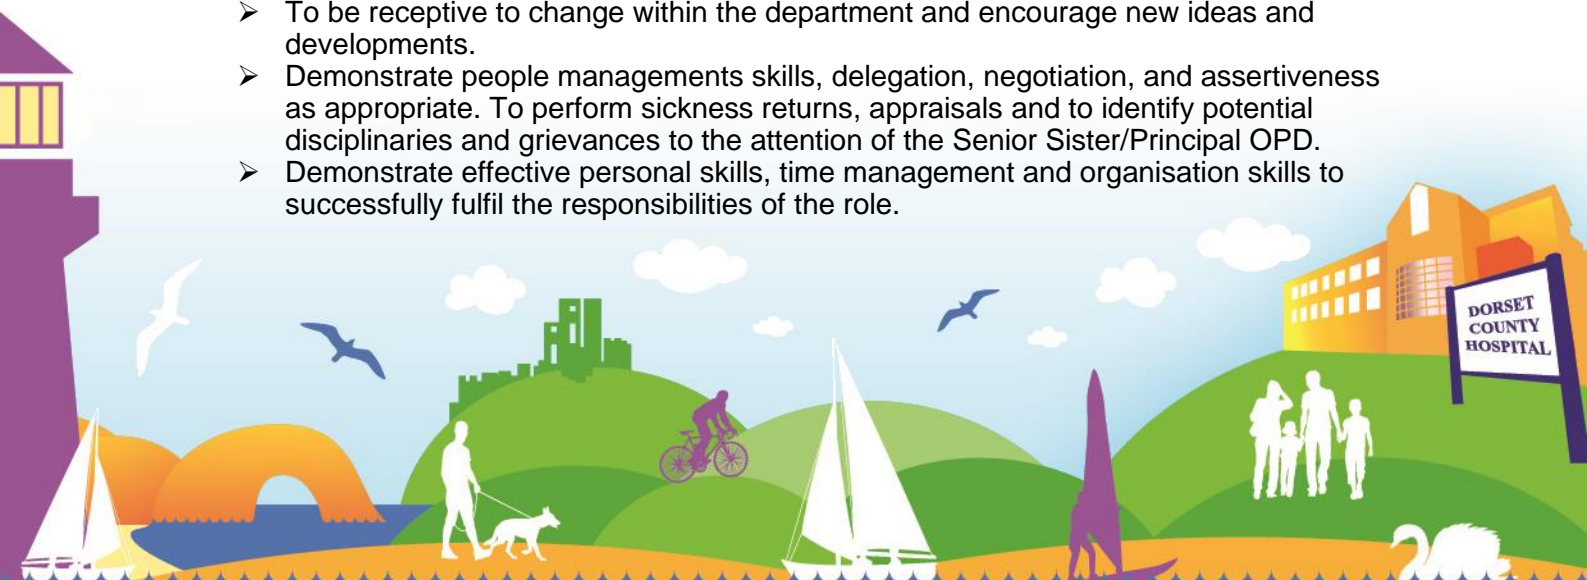 ➢ To be receptive to change within the department and encourage new ideas and
developments.
➢ Demonstrate people managements skills, delegation, negotiation, and assertiveness
as appropriate. To perform sickness returns, appraisals and to identify potential
disciplinaries and grievances to the attention of the Senior Sister/Principal OPD.
➢ Demonstrate effective personal skills, time management and organisation skills to
successfully fulfil the responsibilities of the role.
DORSET
COUNTY
HOSPITAL